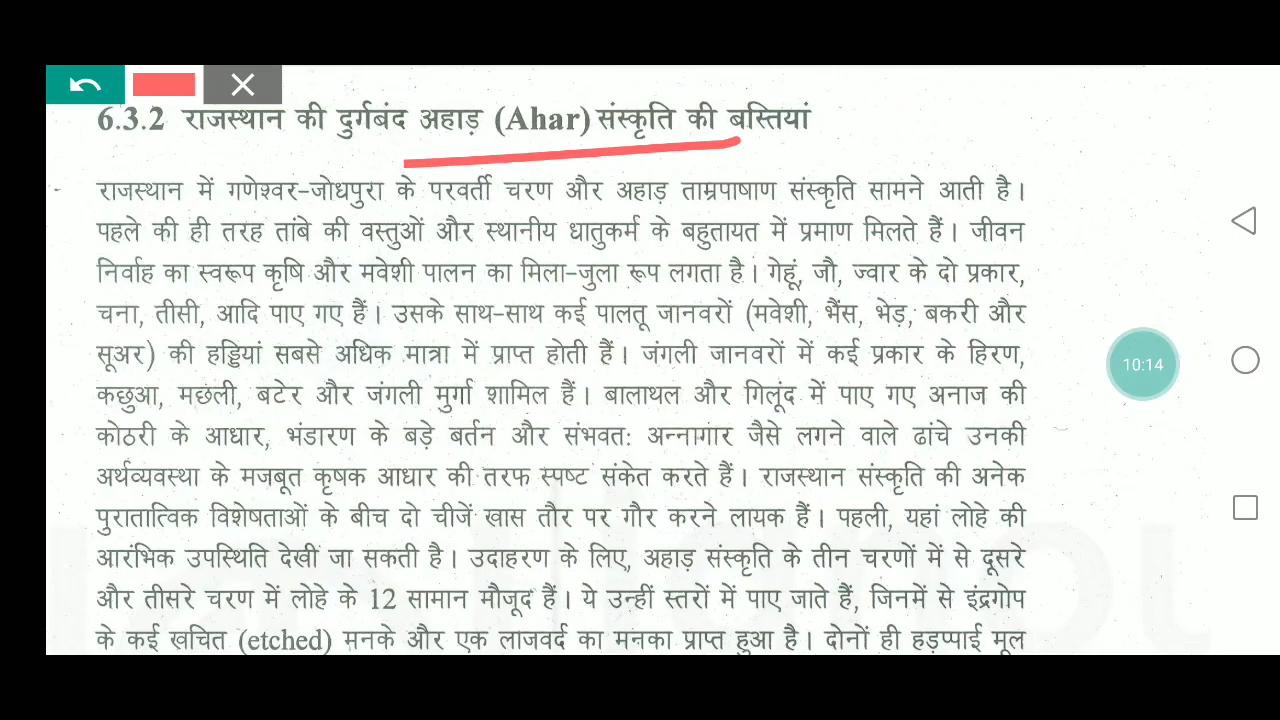 6.3.2 राजस्थान की दुर्गबंद अहाड़ (Ahar) संस्कृति की बस्तियां
राजस्थान में गणेश्वर-जोधपुरा के परवर्ती चरण और अहाड़ ताम्रपाषाण संस्कृति सामने आती है।
पहले की ही तरह तांबे की वस्तुओं और स्थानीय धातुकर्म के बहुतायत में प्रमाण मिलते हैं। जीवन
निर्वाह का स्वरूप कृषि और मवेशी पालन का मिला-जुला रूप लगता है। गेहूं, जौ, ज्वार के दो प्रकार,
चना, तीसी, आदि पाए गए हैं। उसके साथ-साथ कई पालतू जानवरों (मवेशी, भैंस, भेड़, बकरी और
सूअर) की हड्डियां सबसे अधिक मात्रा में प्राप्त होती हैं। जंगली जानवरों में कई प्रकार के हिरण,
कछुआ, मछली, बटेर और जंगली मुर्गा शामिल हैं। बालाथल और गिलूंद में पाए गए अनाज की
कोठरी के आधार, भंडारण के बड़े बर्तन और संभवतः अन्नागार जैसे लगने वाले ढांचे उनकी
अर्थव्यवस्था के मजबूत कृषक आधार की तरफ स्पष्ट संकेत करते हैं। राजस्थान संस्कृति की अनेक
पुरातात्विक विशेषताओं के बीच दो चीजें खास तौर पर गौर करने लायक हैं। पहली, यहां लोहे की
आरंभिक उपस्थिति देखी जा सकती है। उदाहरण के लिए, अहाड़ संस्कृति के तीन चरणों में से दूसरे
और तीसरे चरण में लोहे के 12 सामान मौजूद हैं। ये उन्हीं स्तरों में पाए जाते हैं, जिनमें से इंद्रगोप
के कई खचित (etched) मनके और एक लाजवर्द का मनका प्राप्त हुआ है। दोनों ही हड़प्पाई मूल
10:14